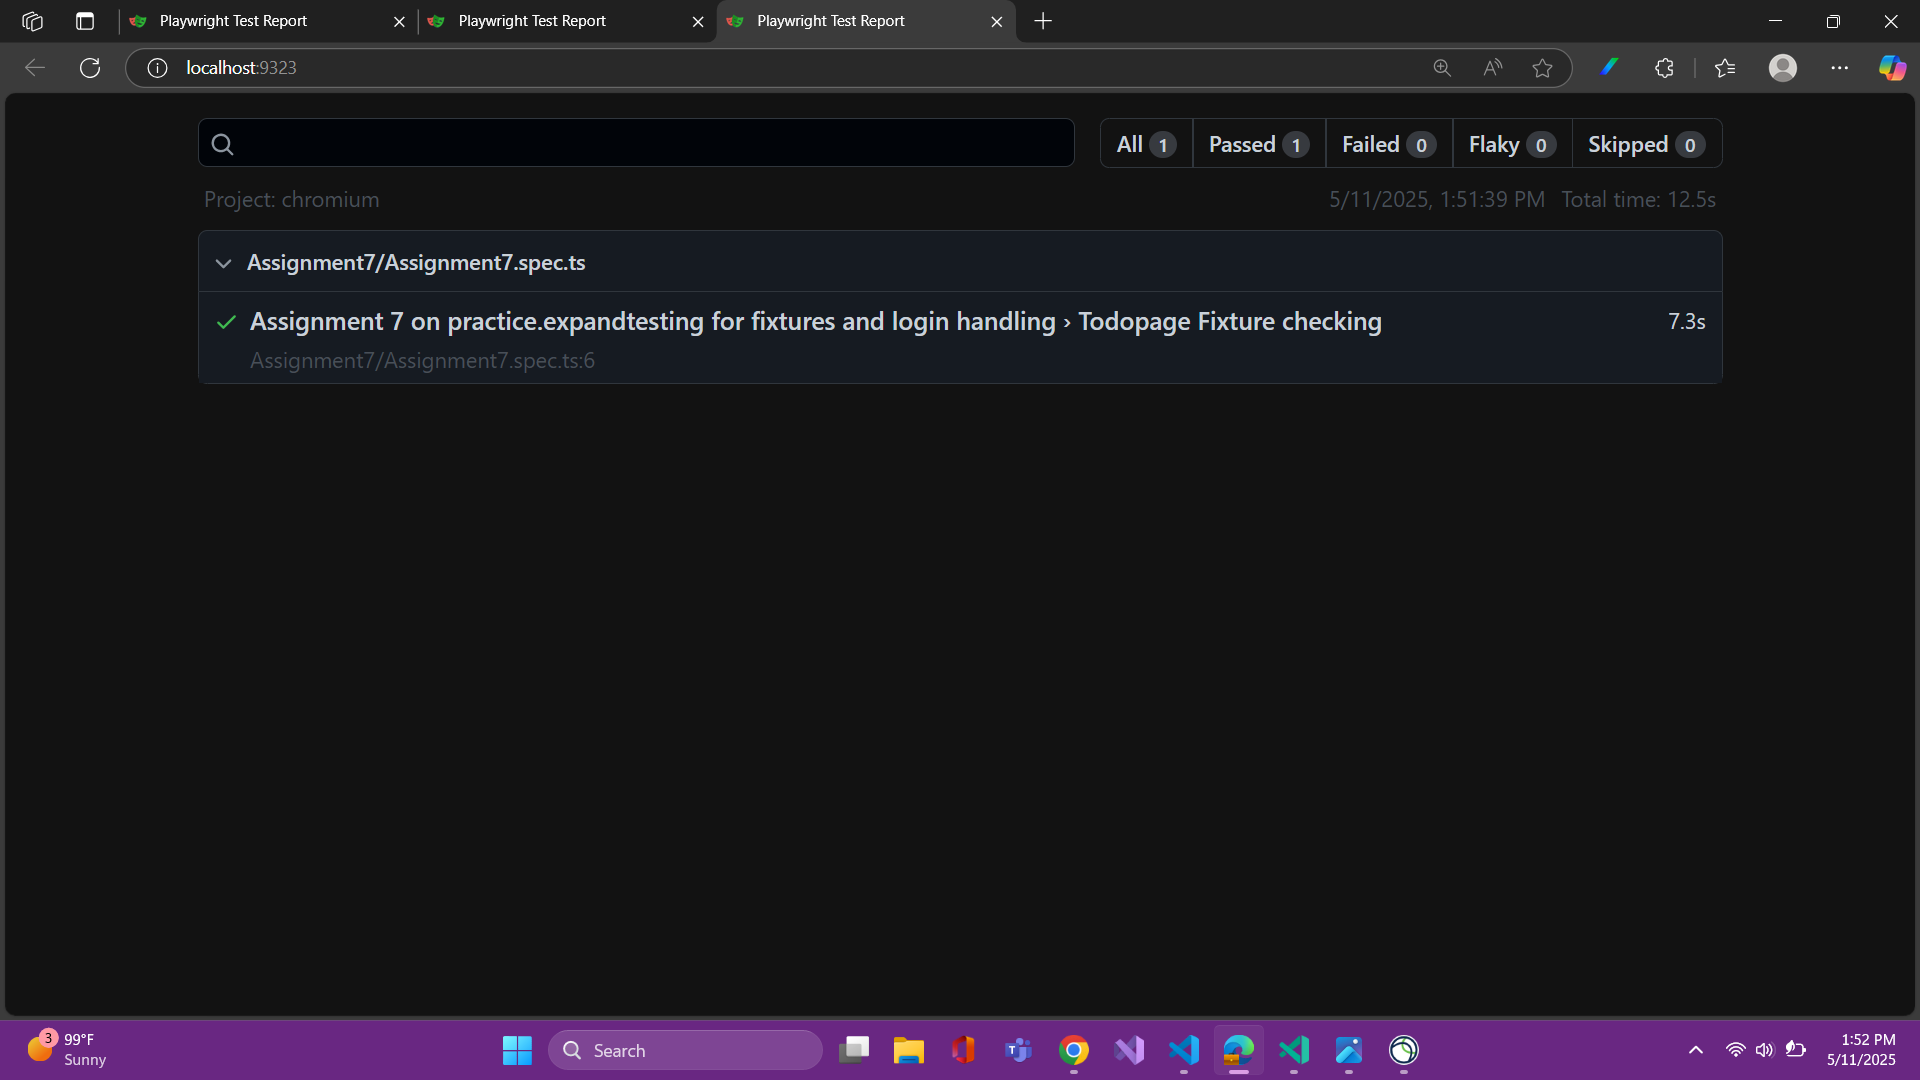 Playwright Test Report
Playwright Test Report
Playwright Test Report
localhost:9323
All 1
Passed 1
Failed 0
Flaky 0
Skipped 0
Project: chromium
5/11/2025, 1:51:39 PM Total time: 12.5s
Assignment7/Assignment7.spec.ts
Assignment 7 on practice.expandtesting for fixtures and login handling › Todopage Fixture checking
7.3s
Assignment7/Assignment7.spec.ts:6
3
99°F
Sunny
Search
1:52 PM
5/11/2025